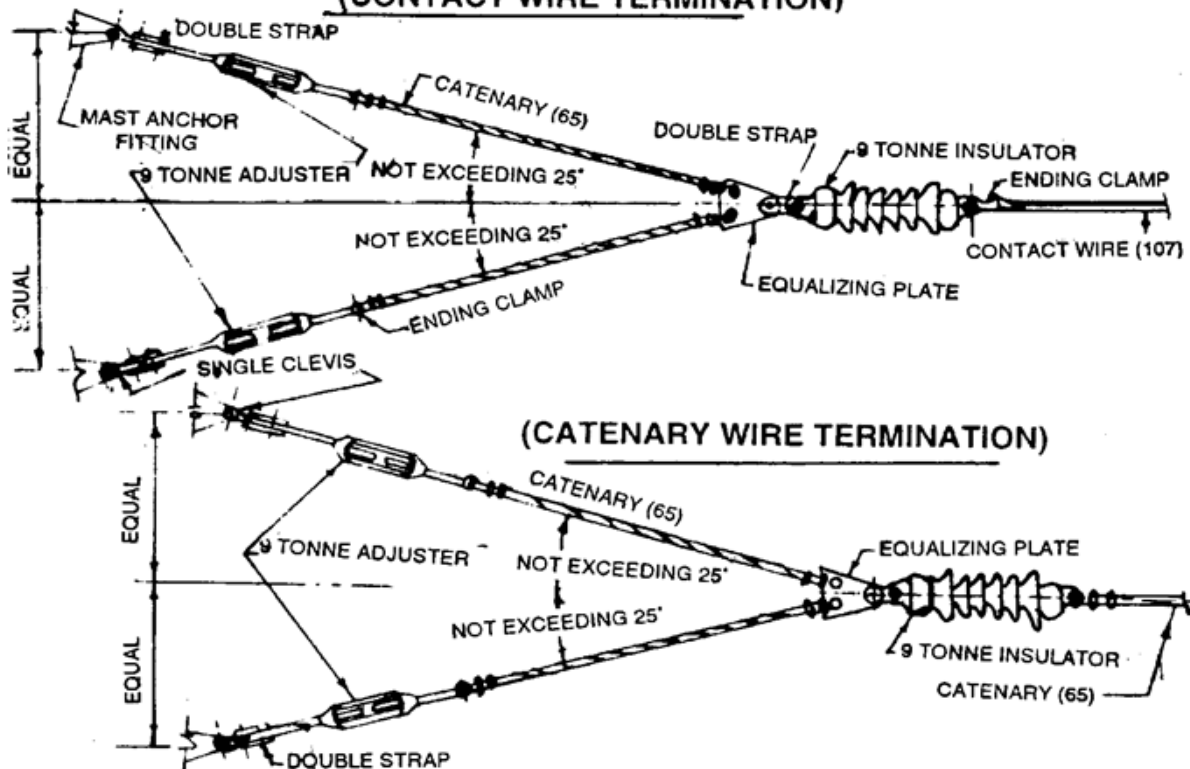 (CONTACT WIRE TERMINATION)
DOUBLE STRAP
CATENARY (65)
MAST ANCHOR
FITTING
EQUAL
9 TONNE ADJUSTER
NOT EXCEEDING 25°
DOUBLE STRAP
9 TONNE INSULATOR
ENDING CLAMP
NOT EXCEEDING 25°
CONTACT WIRE (107)
EQUALIZING PLATE
EQUAL
ENDING CLAMP
SINGLE CLEVIS
(CATENARY WIRE TERMINATION)
EQUAL
CATENARY (65)
9 TONNE ADJUSTER
NOT EXCEEDING 25°
EQUALIZING PLATE
NOT EXCEEDING 25°
9 TONNE INSULATOR
CATENARY (65)
EQUAL
DOUBLE STRAP